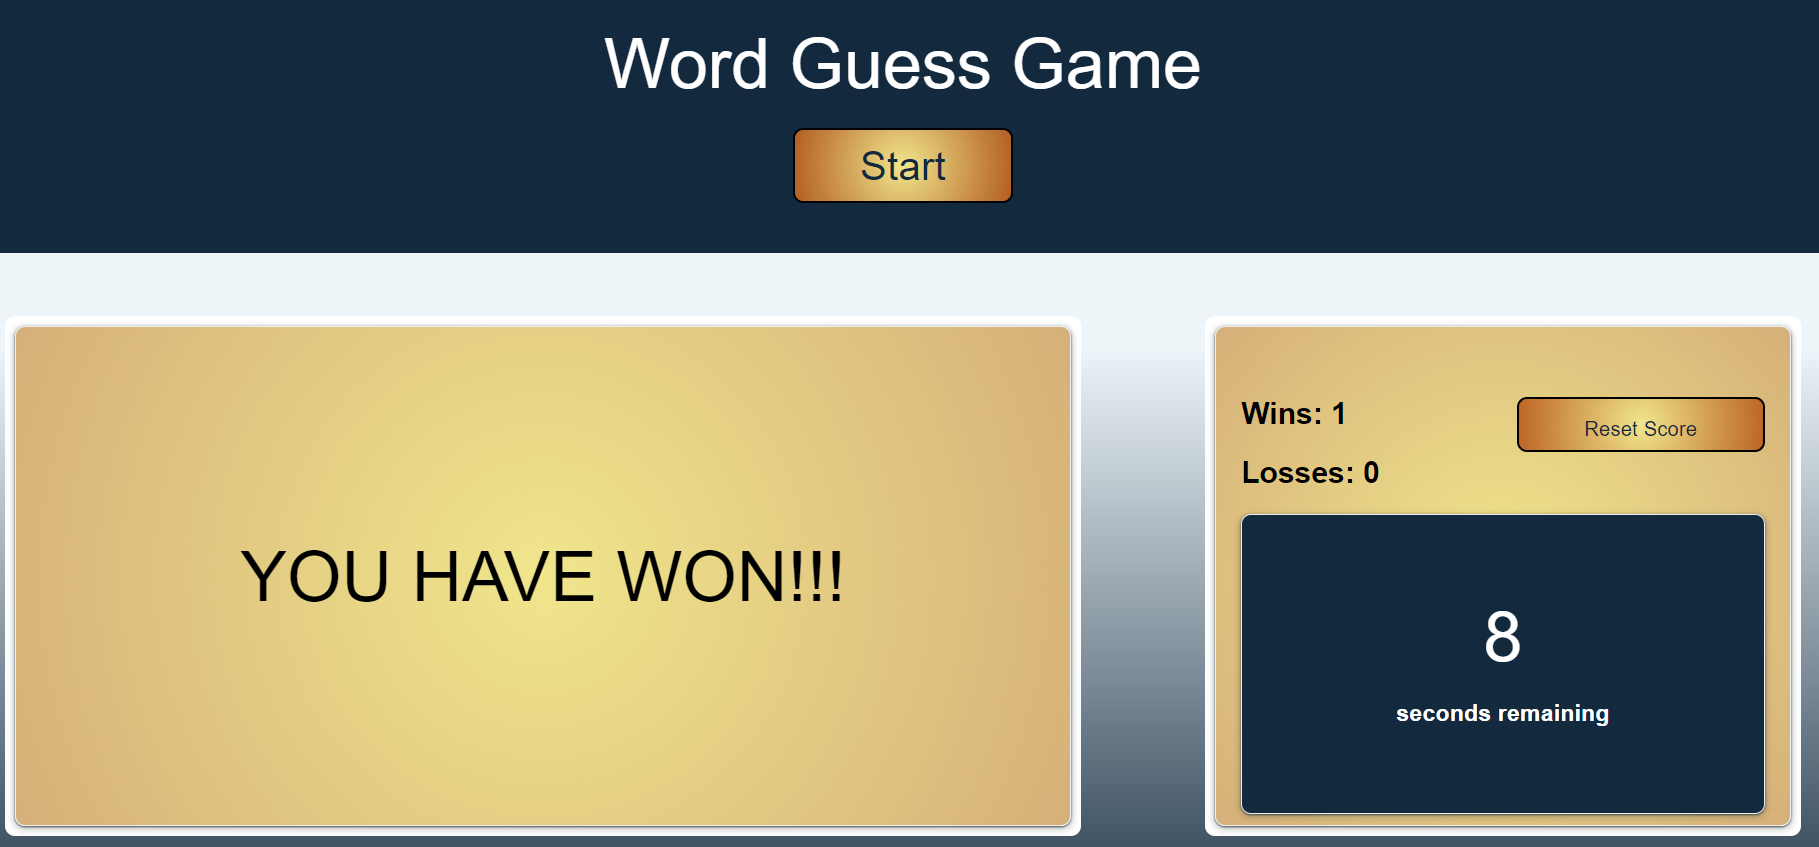 Word Guess Game
Start
YOU HAVE WON!!!
Wins: 1
Reset Score
Losses: 0
8
seconds remaining